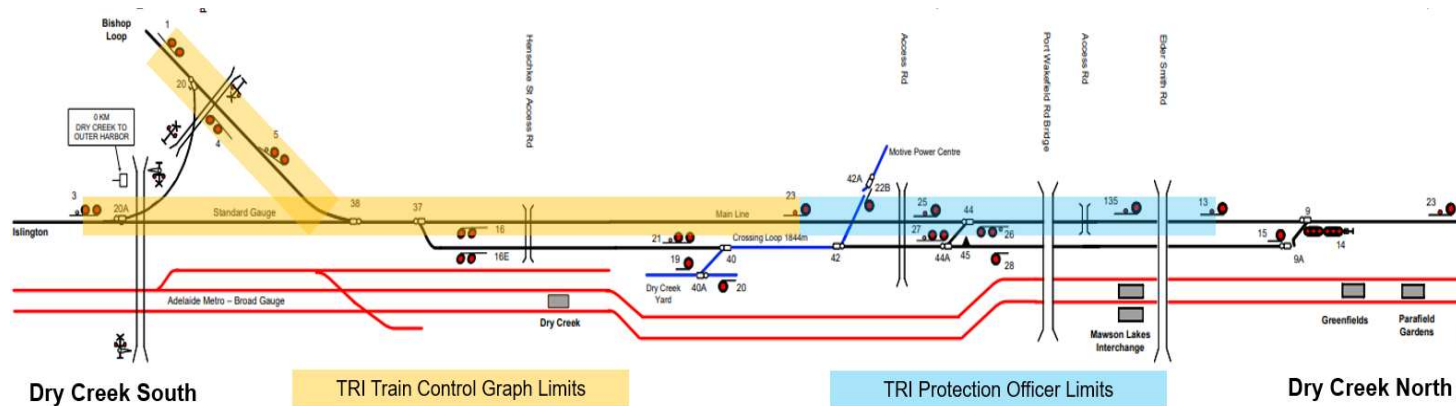 Bishop
Loop
1
20
0 KM
DRY CREEK TO
OUTER HARBOR
4
5
Henschke St Access Rd
Access Rd
Port Wakefield Rd Bridge
Access Rd
Elder Smith Rd
Motive Power Centre
42A
22B
3
20A
Standard Gauge
38
37
23
Main Line
25
44
135
13
9
23
Islington
16
21
Crossing Loop 1844m
27
26
15
14
16E
19
40
42
44A
45
28
9A
Dry Creek
Yard
40A
20
Adelaide Metro – Broad Gauge
Dry Creek
Mawson Lakes
Interchange
Greenfields
Parafield
Gardens
Dry Creek South
TRI Train Control Graph Limits
TRI Protection Officer Limits
Dry Creek North